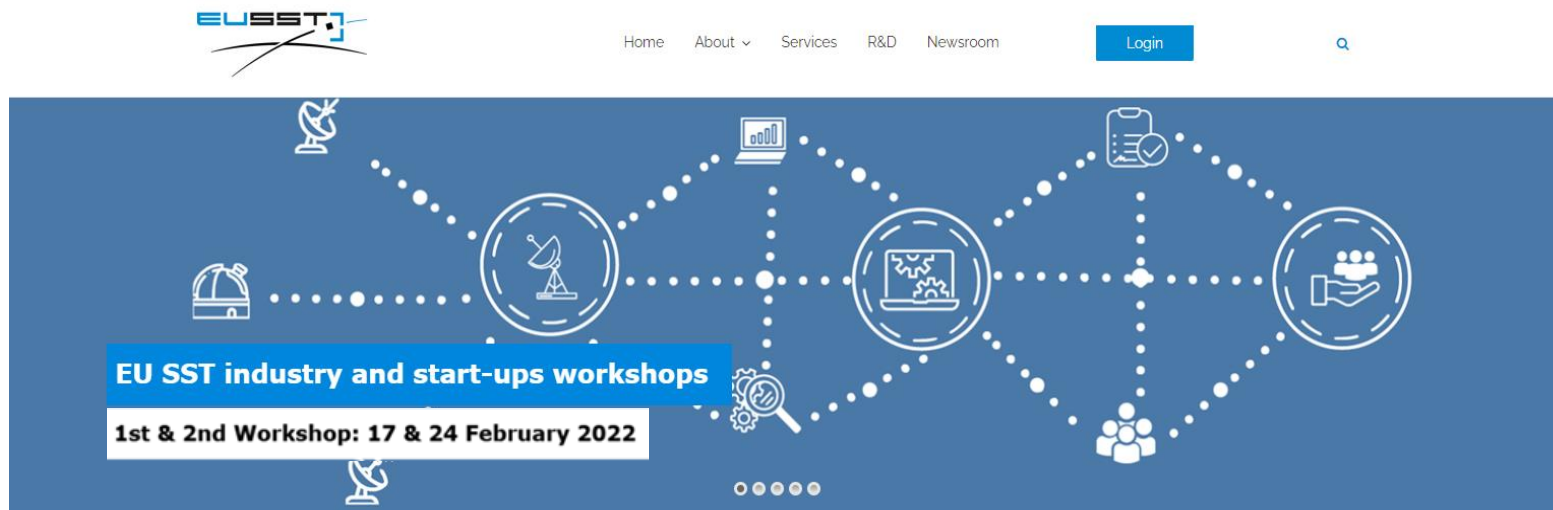 EUSST
Home About Services R&D Newsroom Login
EU SST industry and start-ups workshops
1st & 2nd Workshop: 17 & 24 February 2022